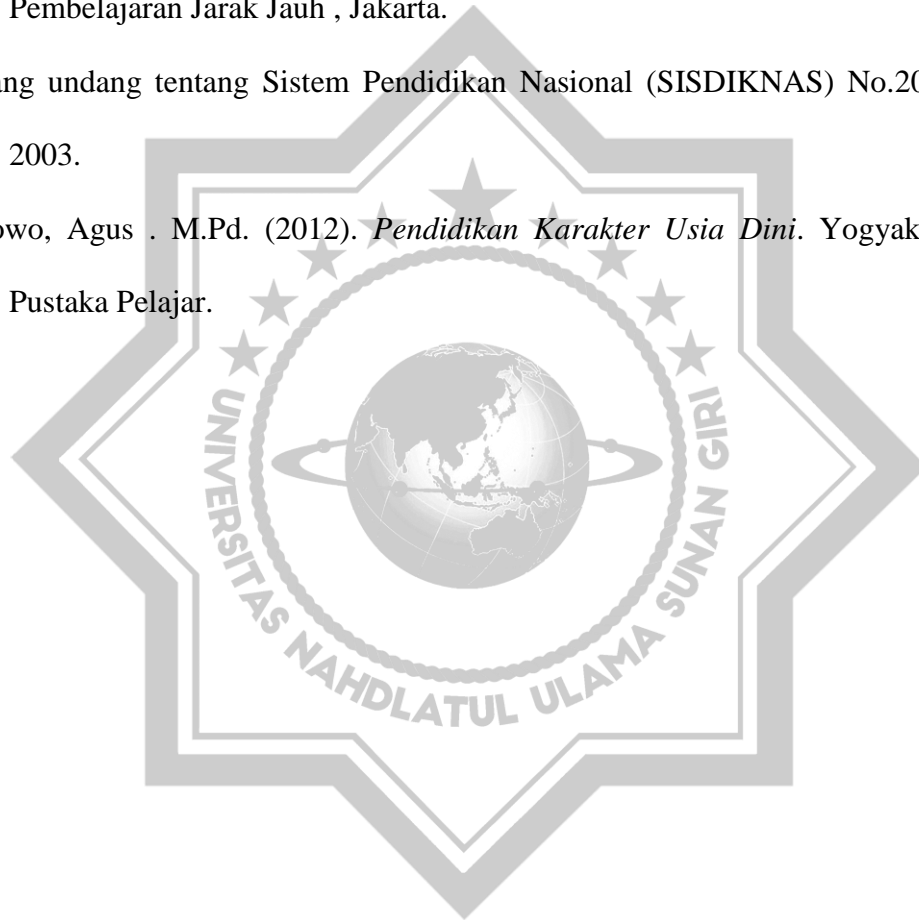 Pembelajaran Jarak Jauh , Jakarta.
ang undang tentang Sistem Pendidikan Nasional (SISDIKNAS) No.20
2003.
owo, Agus . M.Pd. (2012). Pendidikan Karakter Usia Dini. Yogyak
Pustaka Pelajar.
UNIVERSITAS NAHDLATUL ULAMA SUNAN GIRI